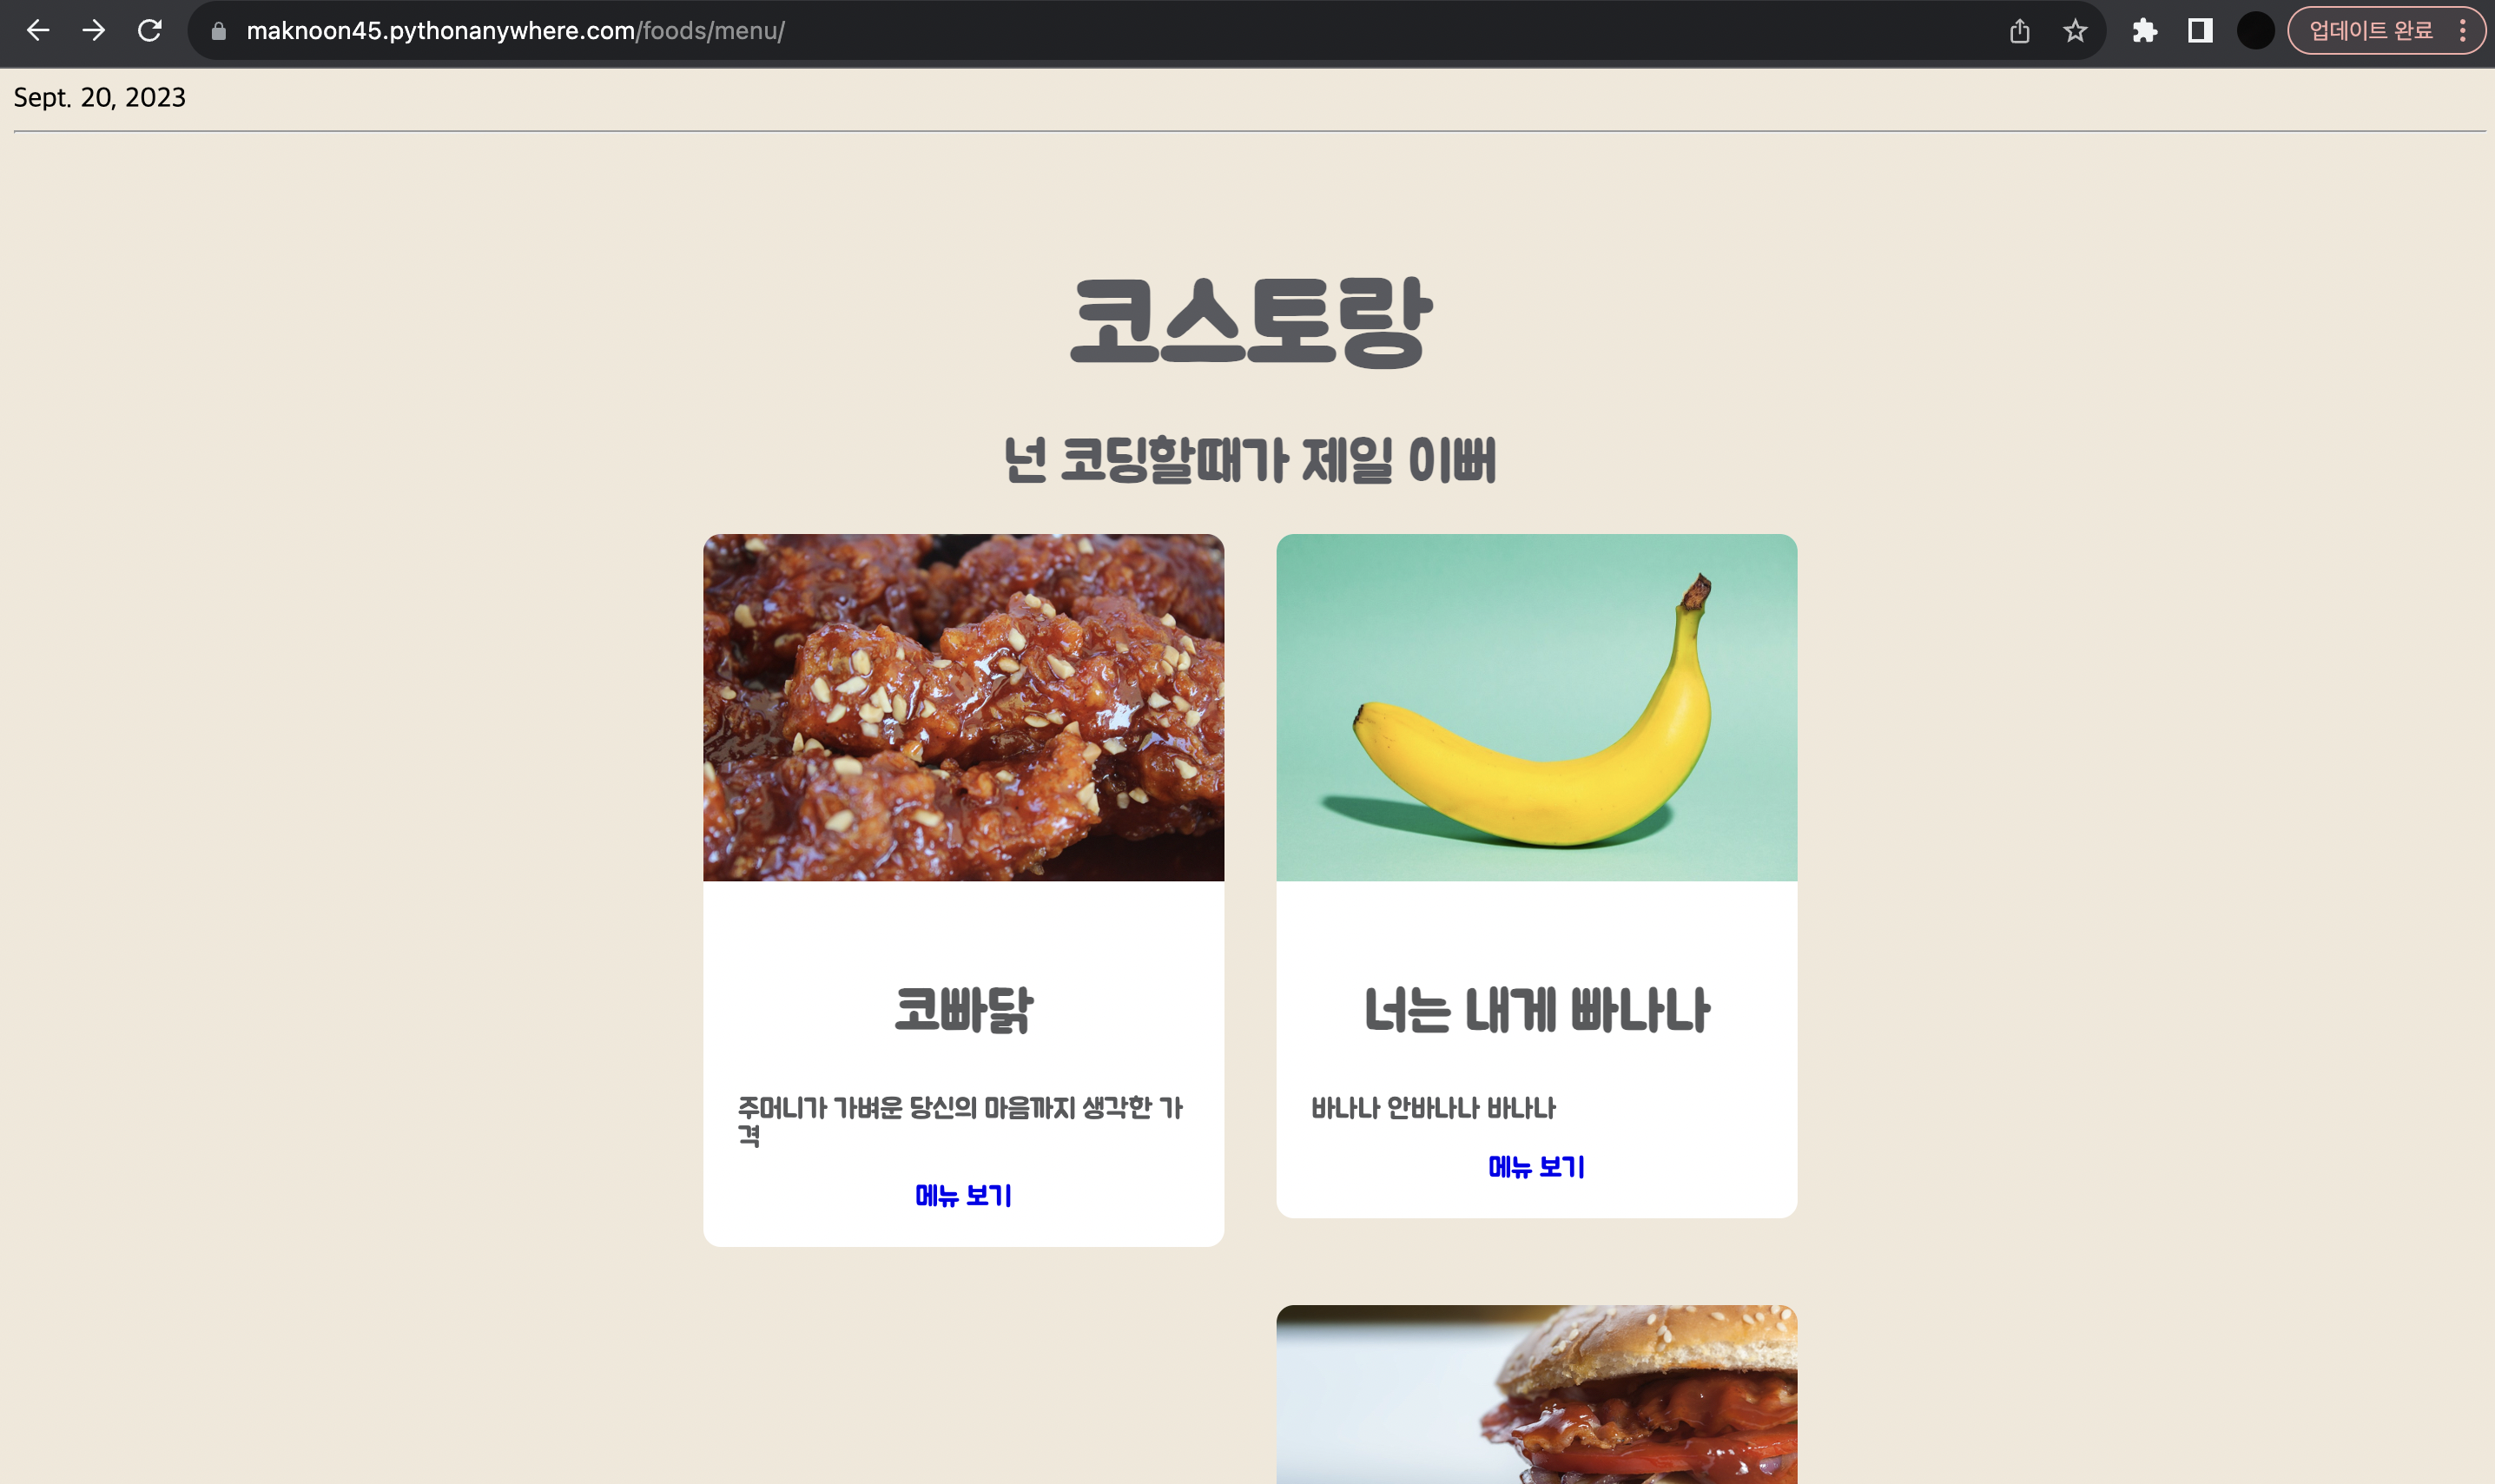 maknoon45.pythonanywhere.com/foods/menu/
업데이트 완료
Sept. 20, 2023
코스토랑
넌 코딩할때가 제일 이뻐
코빠닭
주머니가 가벼운 당신의 마음까지 생각한 가
격
메뉴 보기
너는 내게 빠나나
바나나 안바나나 바나나
메뉴 보기